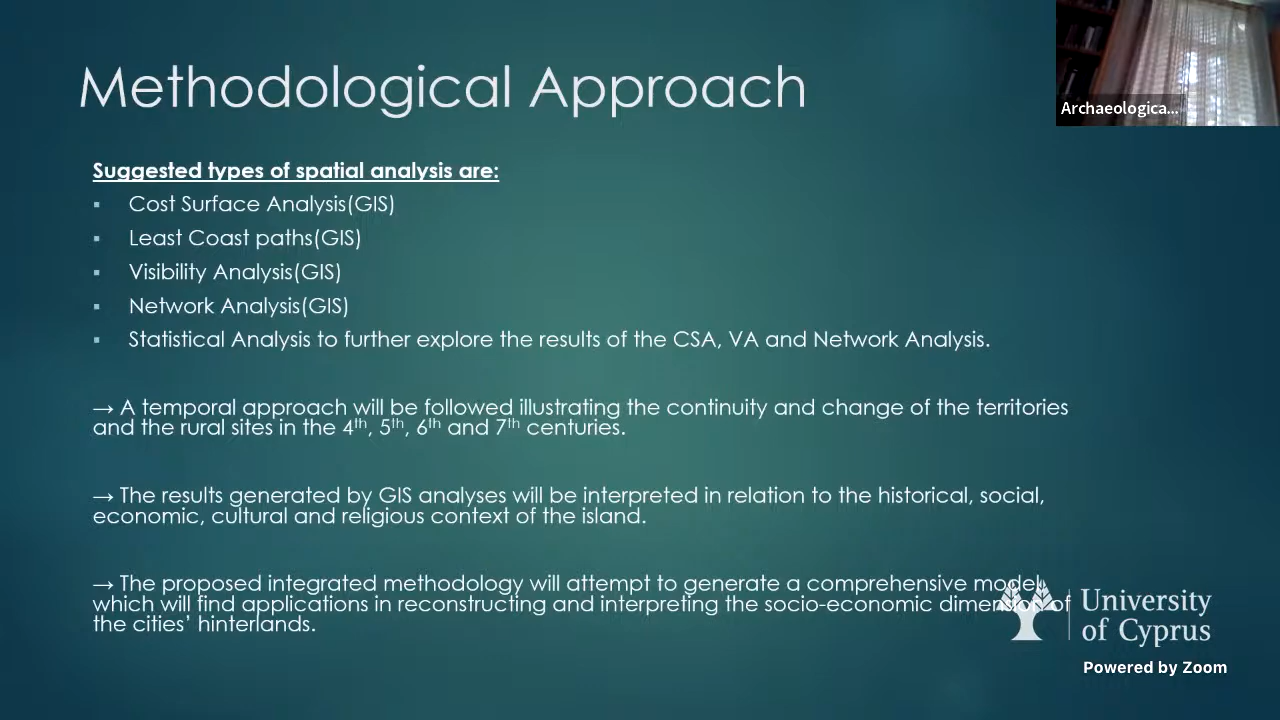 Methodological Approach
Archaeologica...
Suggested types of spatial analysis are:
▪ Cost Surface Analysis(GIS)
▪ Least Coast paths(GIS)
▪ Visibility Analysis(GIS)
▪ Network Analysis(GIS)
▪ Statistical Analysis to further explore the results of the CSA, VA and Network Analysis.
→ A temporal approach will be followed illustrating the continuity and change of the territories
and the rural sites in the 4th, 5th, 6th and 7th centuries.
→ The results generated by GIS analyses will be interpreted in relation to the historical, social,
economic, cultural and religious context of the island.
→ The proposed integrated methodology will attempt to generate a comprehensive model,
which will find applications in reconstructing and interpreting the socio-economic dimension of
the cities’ hinterlands.
University
of Cyprus
Powered by Zoom